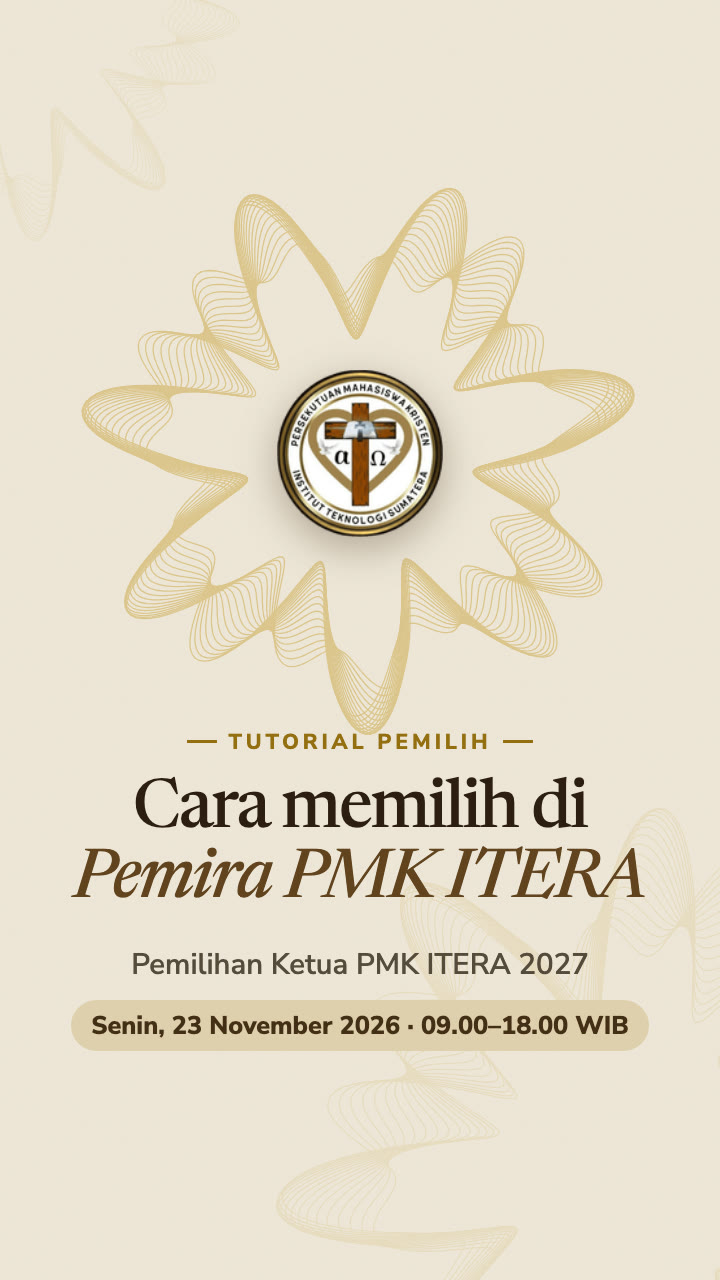 PERSEKUTUAN MAHASISWA KRISTEN
α Ω
INSTITUT TEKNOLOGI SUMATERA
TUTORIAL PEMILIH
Cara memilih di
Pemira PMK ITERA
Pemilihan Ketua PMK ITERA 2027
Senin, 23 November 2026 · 09.00–18.00 WIB